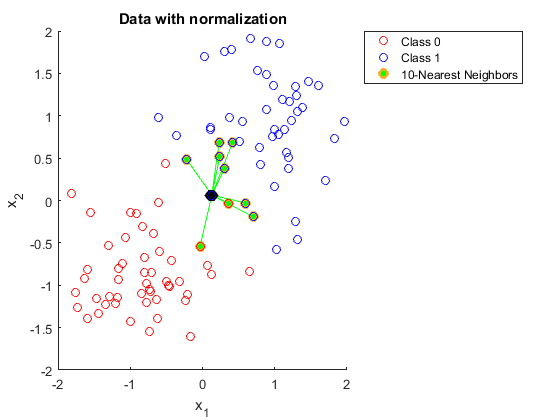 Data with normalization
Class 0
Class 1
10-Nearest Neighbors
2
1.5
1
0.5
0
-0.5
-1
-1.5
-2
x2
-2
-1
0
1
2
x1